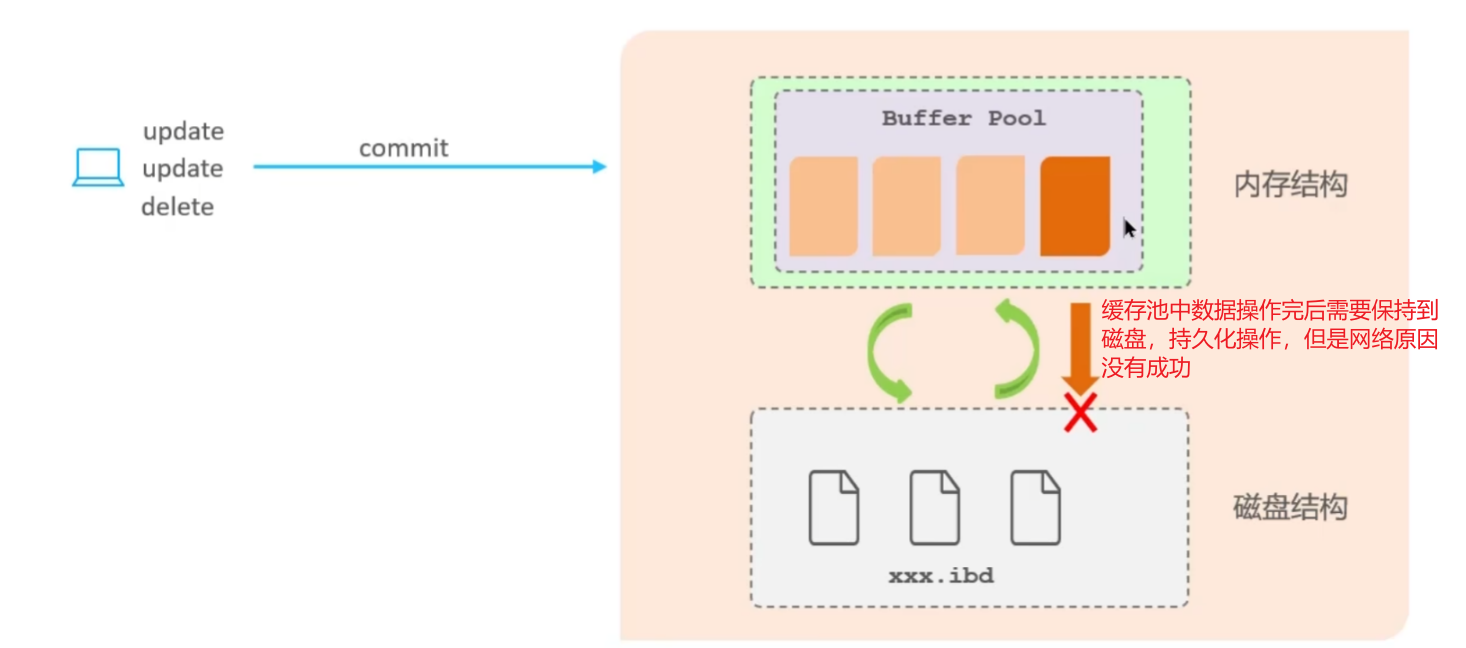 update
update
delete
commit
Buffer Pool
内存结构
缓存池中数据操作完后需要保持到
磁盘，持久化操作，但是网络原因
没有成功
xxx.ibd
磁盘结构